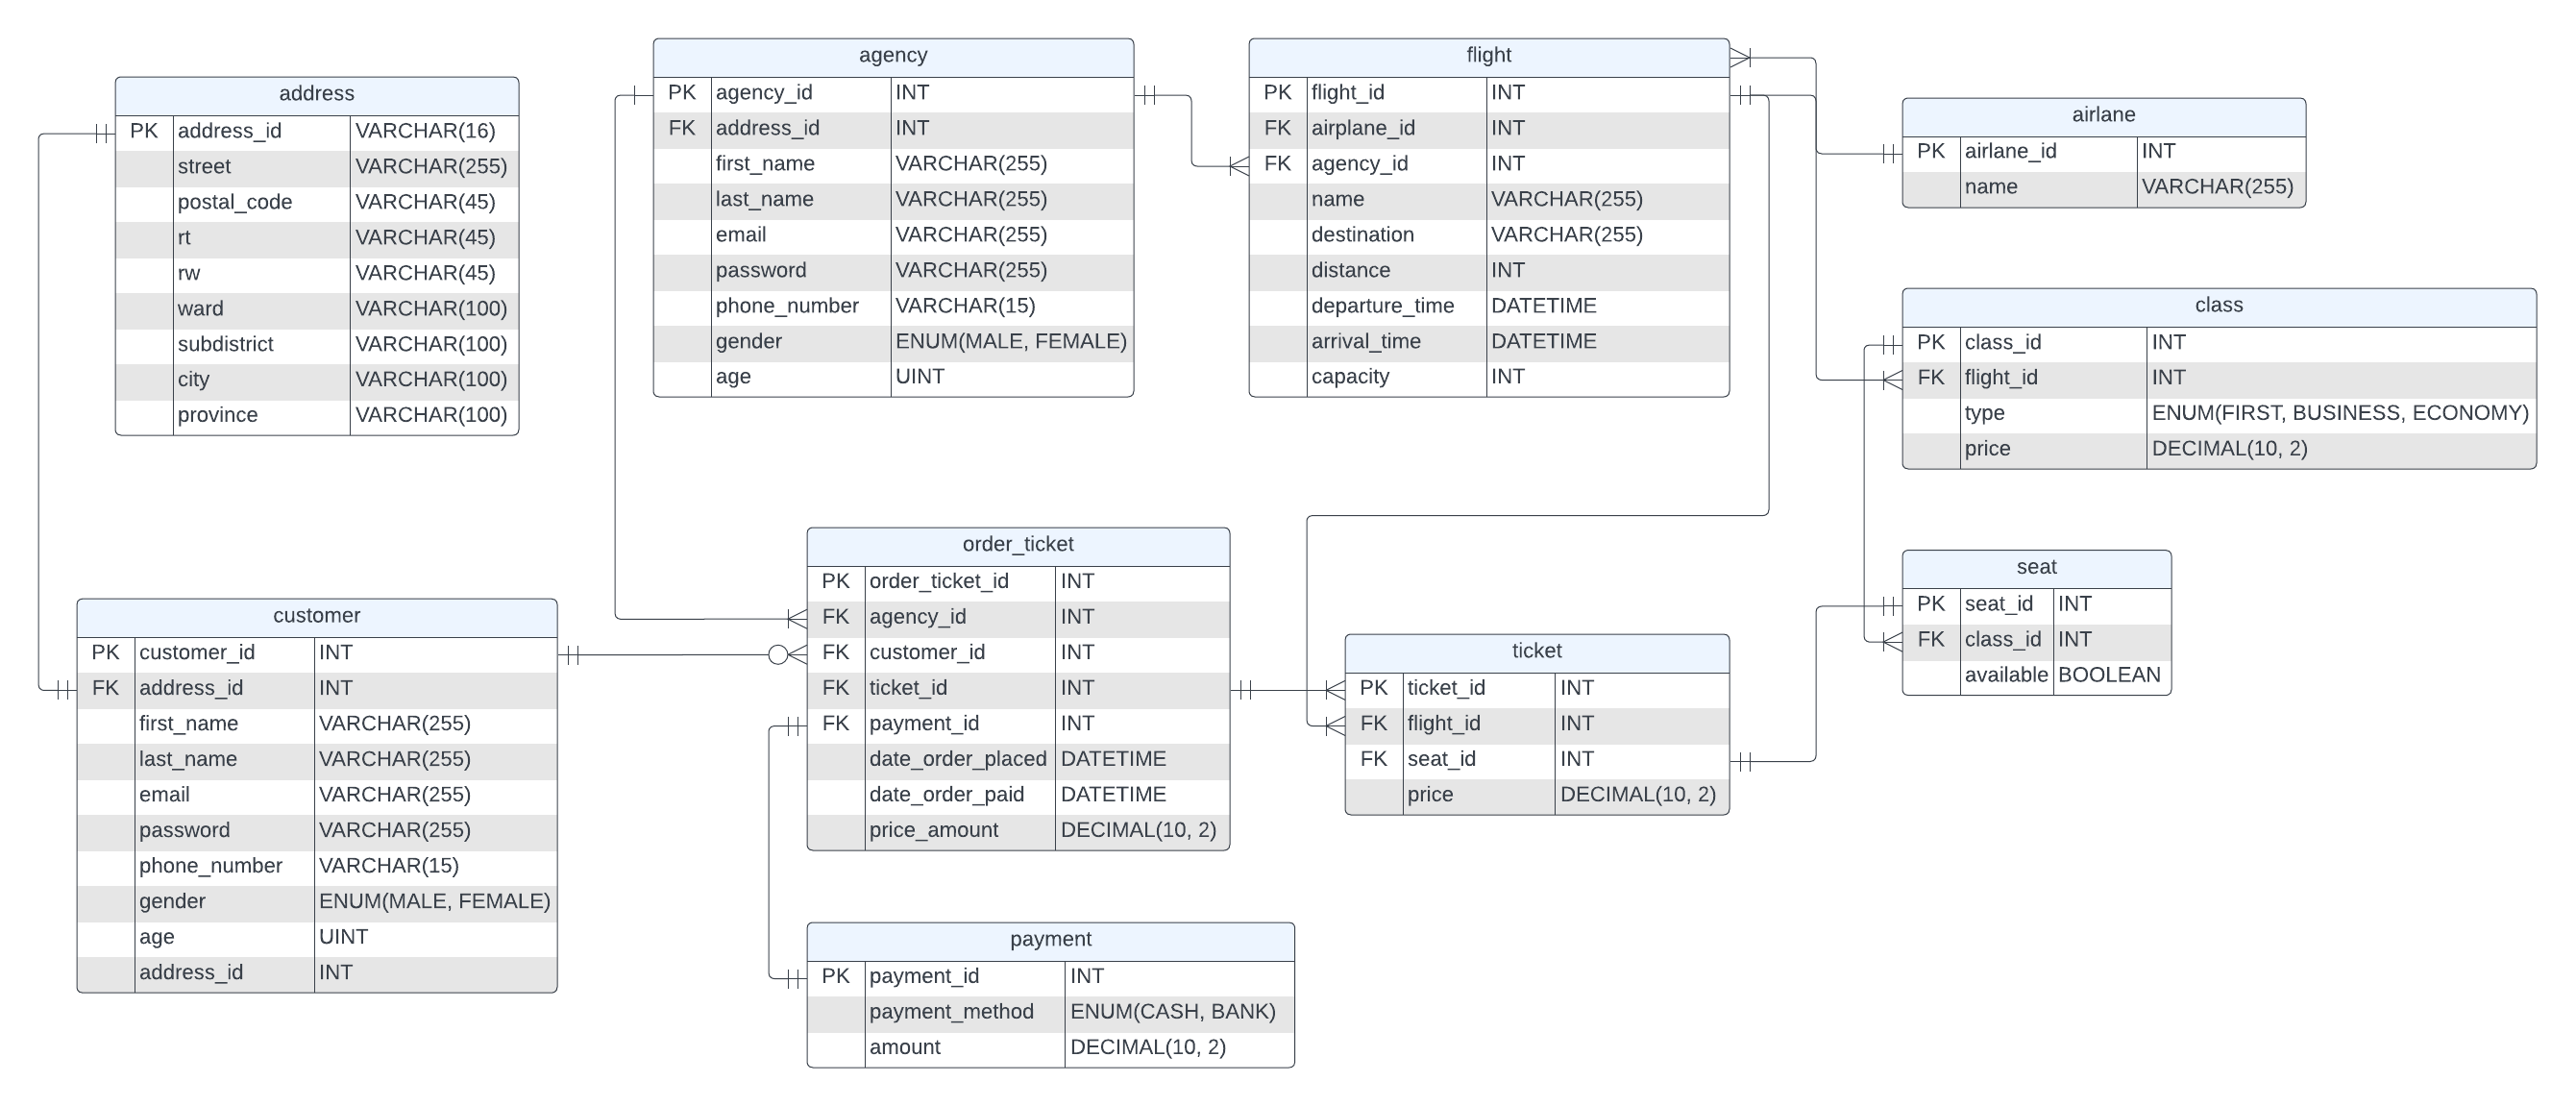 address
PK address_id VARCHAR(16)
street VARCHAR(255)
postal_code VARCHAR(45)
rt VARCHAR(45)
rw VARCHAR(45)
ward VARCHAR(100)
subdistrict VARCHAR(100)
city VARCHAR(100)
province VARCHAR(100)
agency
PK agency_id INT
FK address_id INT
first_name VARCHAR(255)
last_name VARCHAR(255)
email VARCHAR(255)
password VARCHAR(255)
phone_number VARCHAR(15)
gender ENUM(MALE, FEMALE)
age UINT
flight
PK flight_id INT
FK airplane_id INT
FK agency_id INT
name VARCHAR(255)
destination VARCHAR(255)
distance INT
departure_time DATETIME
arrival_time DATETIME
capacity INT
airlane
PK airlane_id INT
name VARCHAR(255)
class
PK class_id INT
FK flight_id INT
type ENUM(FIRST, BUSINESS, ECONOMY)
price DECIMAL(10, 2)
customer
PK customer_id INT
FK address_id INT
first_name VARCHAR(255)
last_name VARCHAR(255)
email VARCHAR(255)
password VARCHAR(255)
phone_number VARCHAR(15)
gender ENUM(MALE, FEMALE)
age UINT
address_id INT
order_ticket
PK order_ticket_id INT
FK agency_id INT
FK customer_id INT
FK ticket_id INT
FK payment_id INT
date_order_placed DATETIME
date_order_paid DATETIME
price_amount DECIMAL(10, 2)
ticket
PK ticket_id INT
FK flight_id INT
FK seat_id INT
price DECIMAL(10, 2)
seat
PK seat_id INT
FK class_id INT
available BOOLEAN
payment
PK payment_id INT
payment_method ENUM(CASH, BANK)
amount DECIMAL(10, 2)